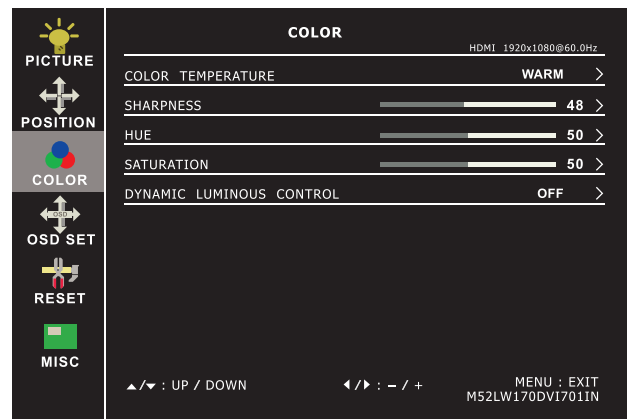 PICTURE
POSITION
COLOR
OSD
OSD SET
RESET
MISC
COLOR
HDMI 1920x1080@60.0Hz
COLOR TEMPERATURE WARM >
SHARPNESS 48 >
HUE 50 >
SATURATION 50 >
DYNAMIC LUMINOUS CONTROL OFF >
▲/▼ : UP / DOWN ◀/▶ : – / + MENU : EXIT
M52LW170DVI701IN